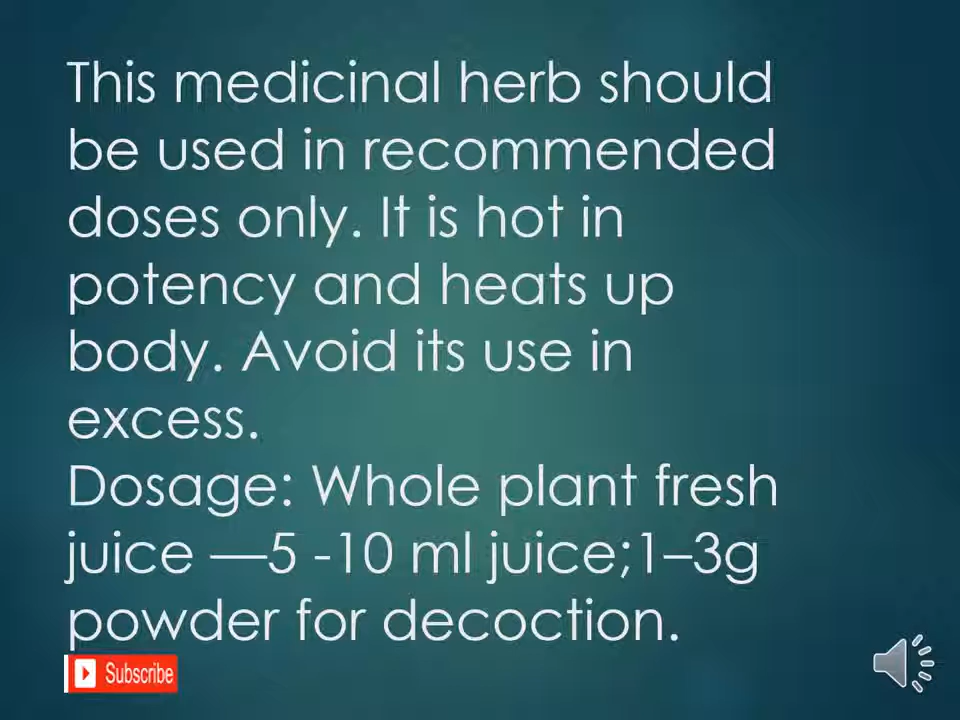 This medicinal herb should
be used in recommended
doses only. It is hot in
potency and heats up
body. Avoid its use in
excess.
Dosage: Whole plant fresh
juice —5 -10 ml juice;1–3g
powder for decoction.
Subscribe